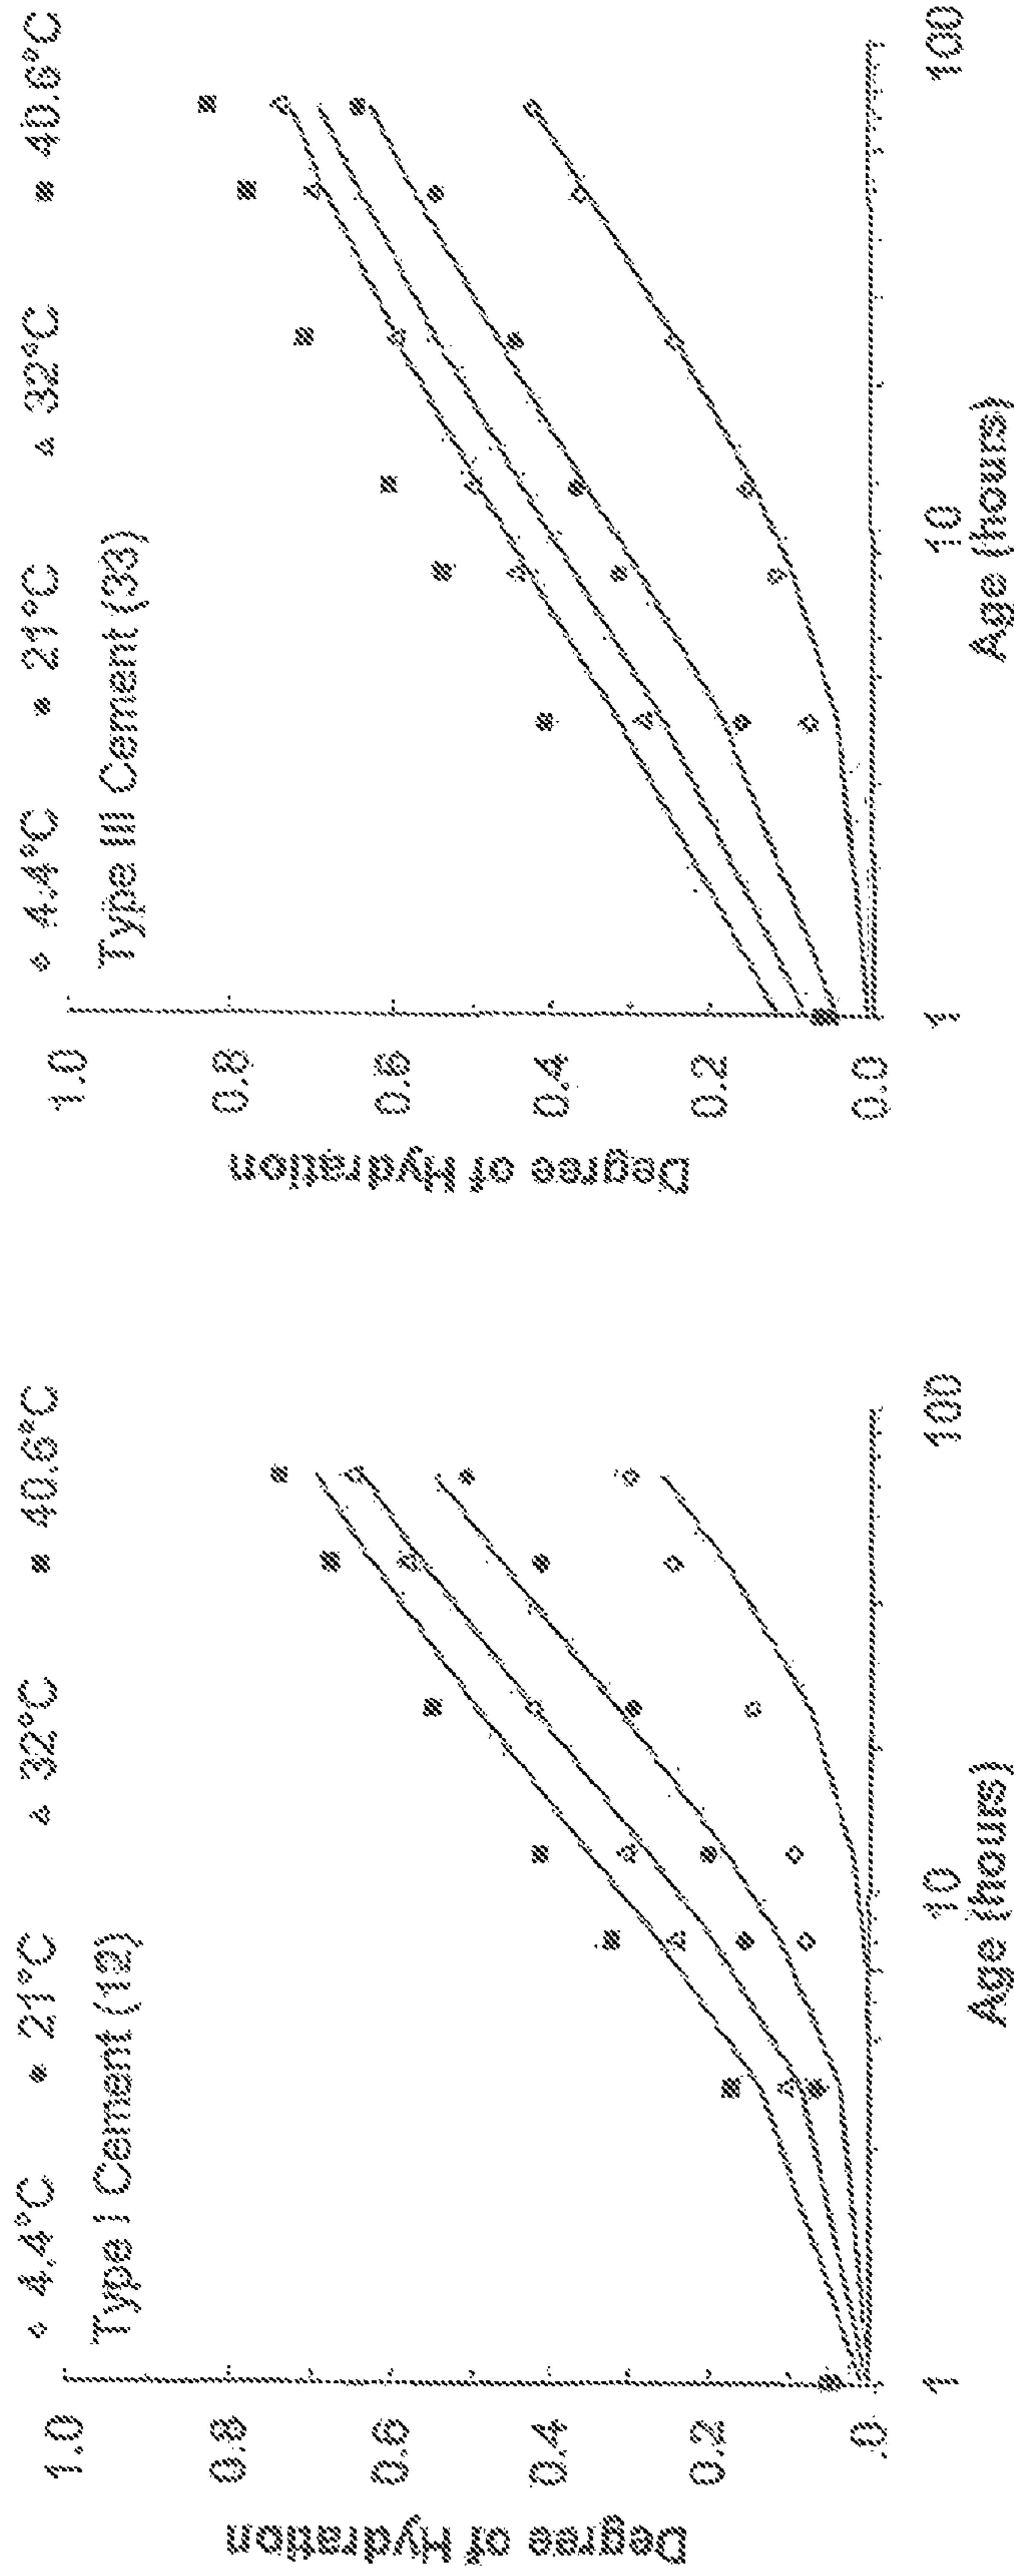 4.4°C 21°C 32°C 40.6°C
Type I Cement (12)
Degree of Hydration
1.0
0.8
0.6
0.4
0.2
.0
1 10 100
Age (hours)
4.4°C 21°C 32°C 40.6°C
Type III Cement (33)
Degree of Hydration
1.0
0.8
0.6
0.4
0.2
0.0
1 10 100
Age (hours)